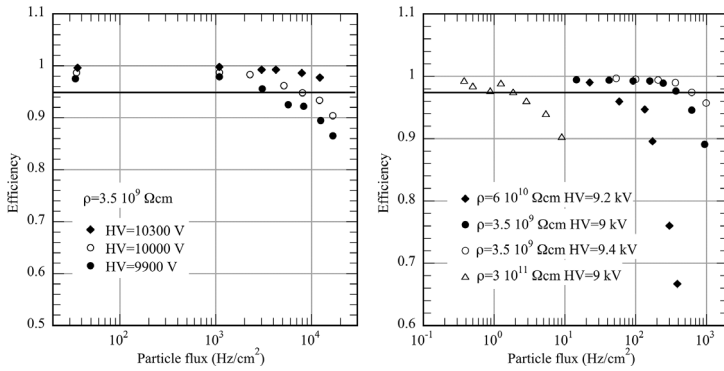 1.1
1
0.9
0.8
0.7
0.6
0.5
Efficiency
ρ=3.5 10⁹ Ωcm
HV=10300 V
HV=10000 V
HV=9900 V
10² 10³ 10⁴
Particle flux (Hz/cm²)
1.1
1
0.9
0.8
0.7
0.6
Efficiency
ρ=6 10¹⁰ Ωcm HV=9.2 kV
ρ=3.5 10⁹ Ωcm HV=9 kV
ρ=3.5 10⁹ Ωcm HV=9.4 kV
ρ=3 10¹¹ Ωcm HV=9 kV
10⁻¹ 10⁰ 10¹ 10² 10³
Particle flux (Hz/cm²)